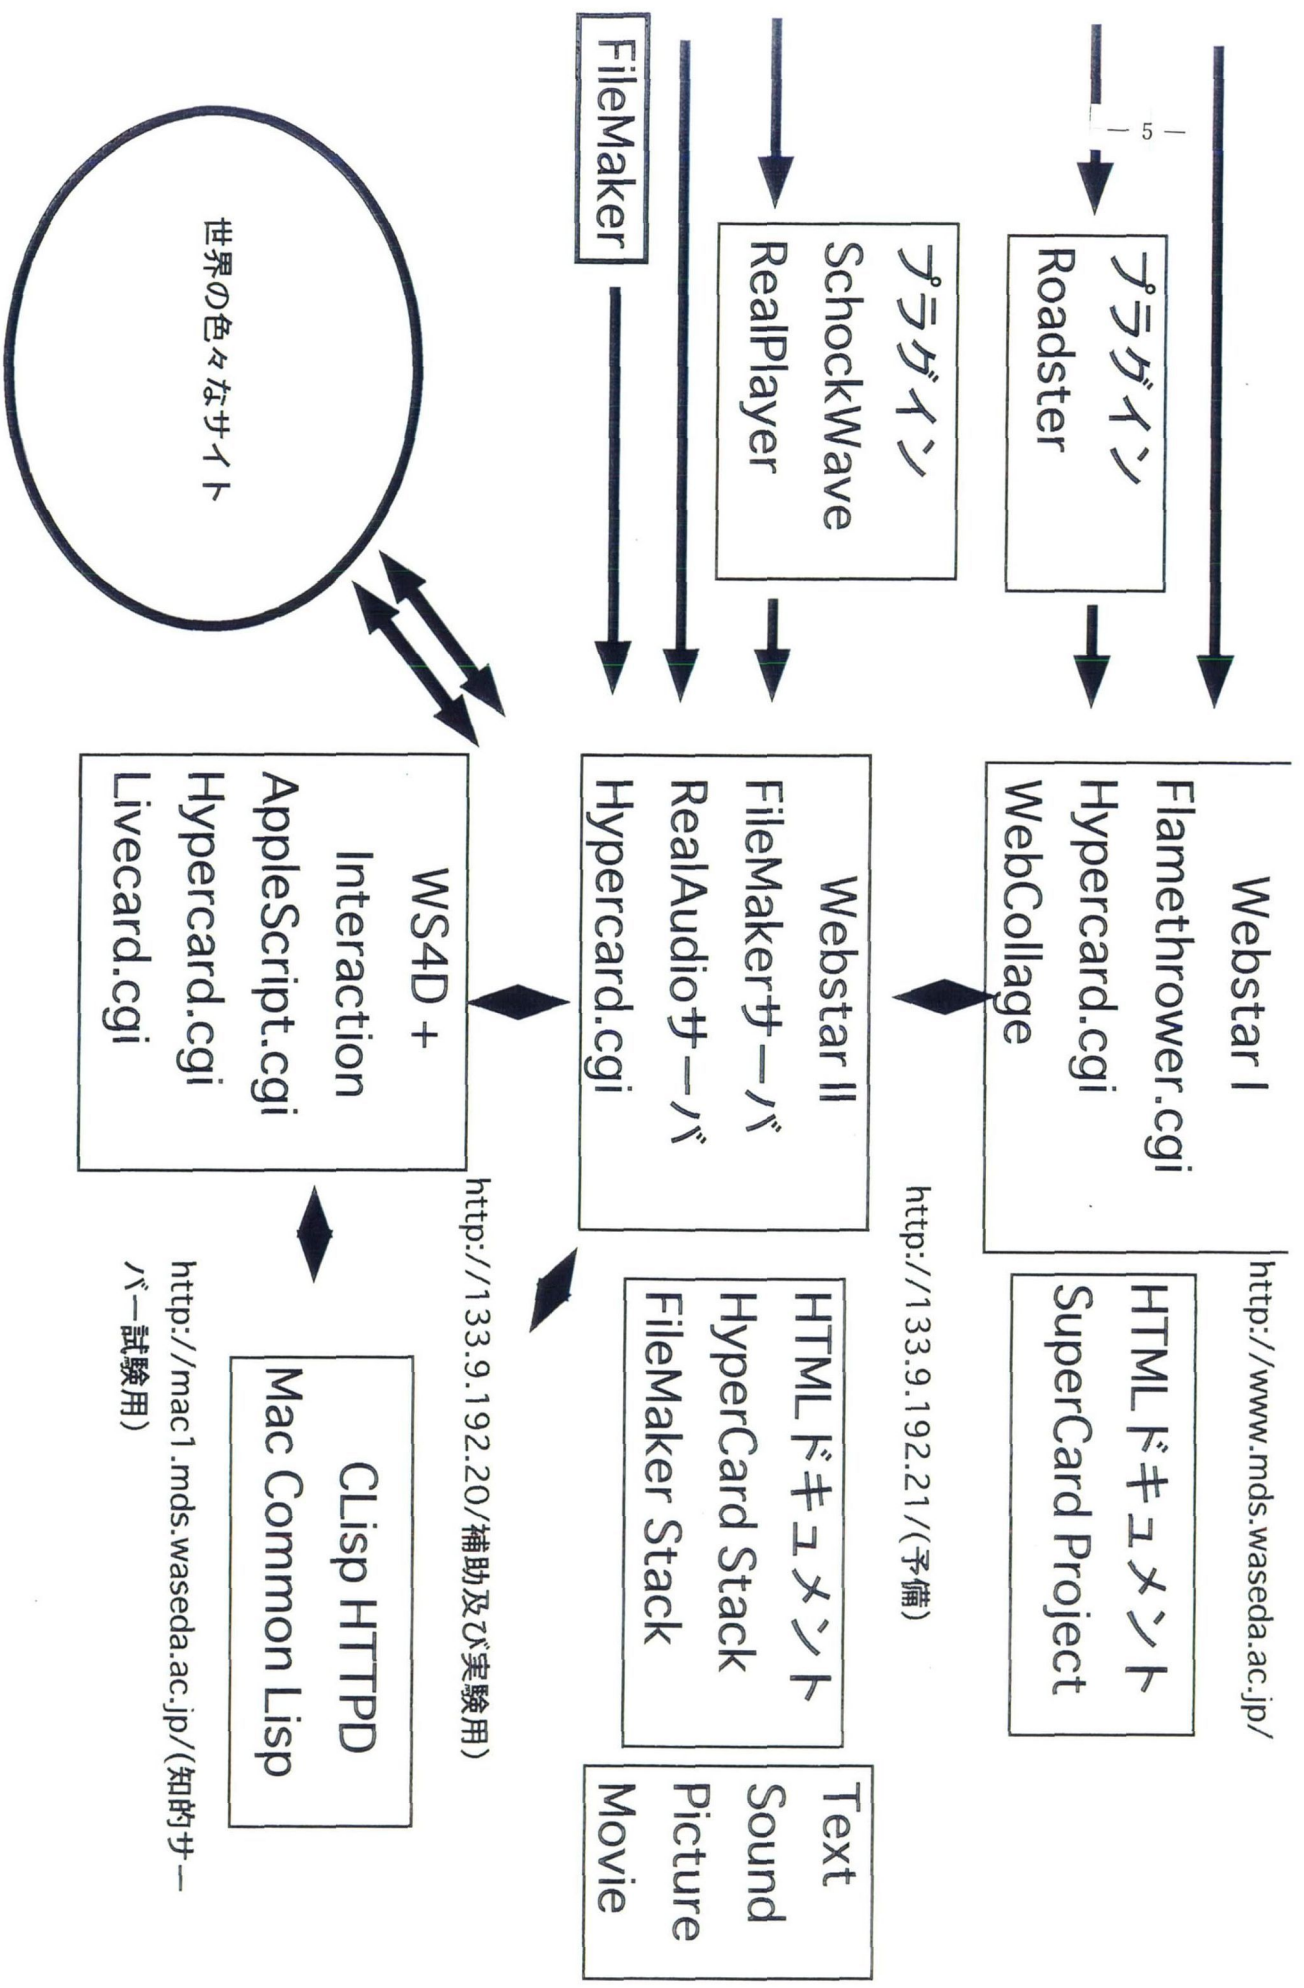 — 5 —
Webstar I
Flamethrower.cgi
Hypercard.cgi
WebCollage
http://www.mds.waseda.ac.jp/
HTMLドキュメント
SuperCard Project
プラグイン
Roadster
プラグイン
SchockWave
RealPlayer
FileMaker
Webstar II
FileMakerサーバ
RealAudioサーバ
Hypercard.cgi
http://133.9.192.21/(予備)
HTMLドキュメント
HyperCard Stack
FileMaker Stack
Text
Sound
Picture
Movie
世界の色々なサイト
WS4D +
Interaction
AppleScript.cgi
Hypercard.cgi
Livecard.cgi
http://133.9.192.20/補助及び実験用)
CLisp HTTPD
Mac Common Lisp
http://mac1.mds.waseda.ac.jp/(知的サー
バー試験用)